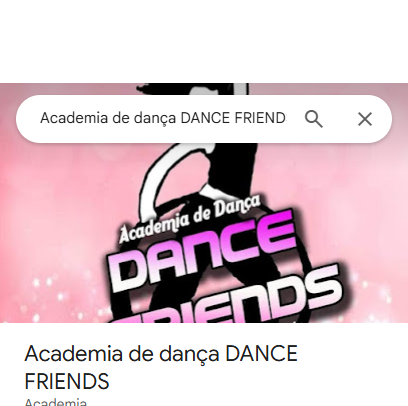 Academia de dança DANCE FRIEND
Academia de Dança
DANCE
FRIENDS
Academia de dança DANCE
FRIENDS
Academia